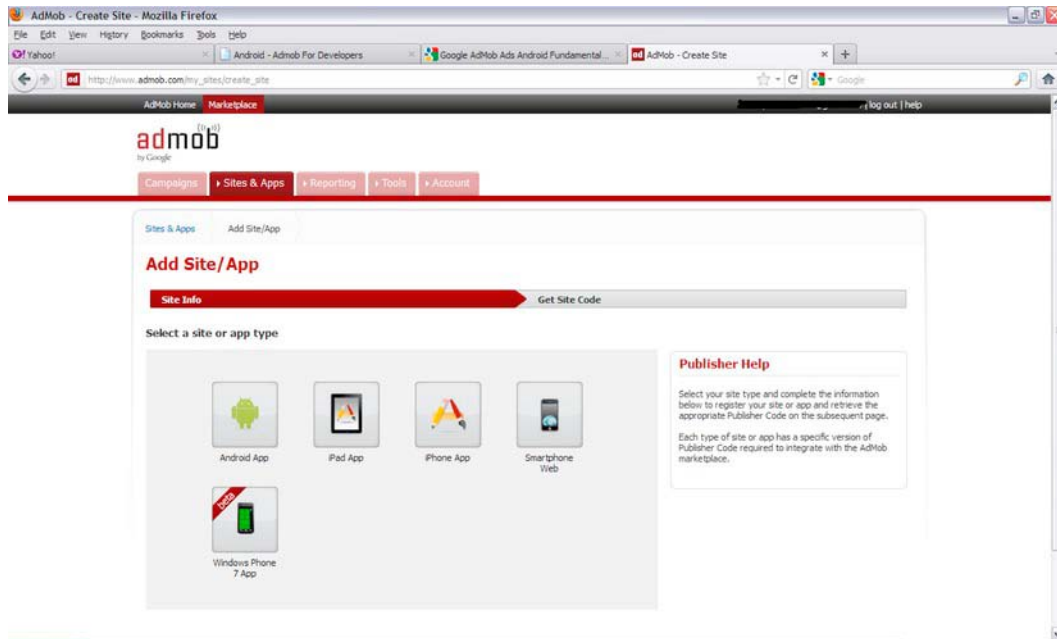 AdMob - Create Site - Mozilla Firefox
File Edit View History Bookmarks Tools Help
Yahoo! Android - Admob For Developers Google AdMob Ads Android Fundamental... AdMob - Create Site
http://www.admob.com/my_sites/create_site Google
AdMob Home Marketplace log out | help
admob
by Google
Campaigns Sites & Apps Reporting Tools Account
Sites & Apps Add Site/App
Add Site/App
Site Info Get Site Code
Select a site or app type
Android App iPad App iPhone App Smartphone
Web
beta
Windows Phone
7 App
Publisher Help
Select your site type and complete the information
below to register your site or app and retrieve the
appropriate Publisher Code on the subsequent page.
Each type of site or app has a specific version of
Publisher Code required to integrate with the AdMob
marketplace.